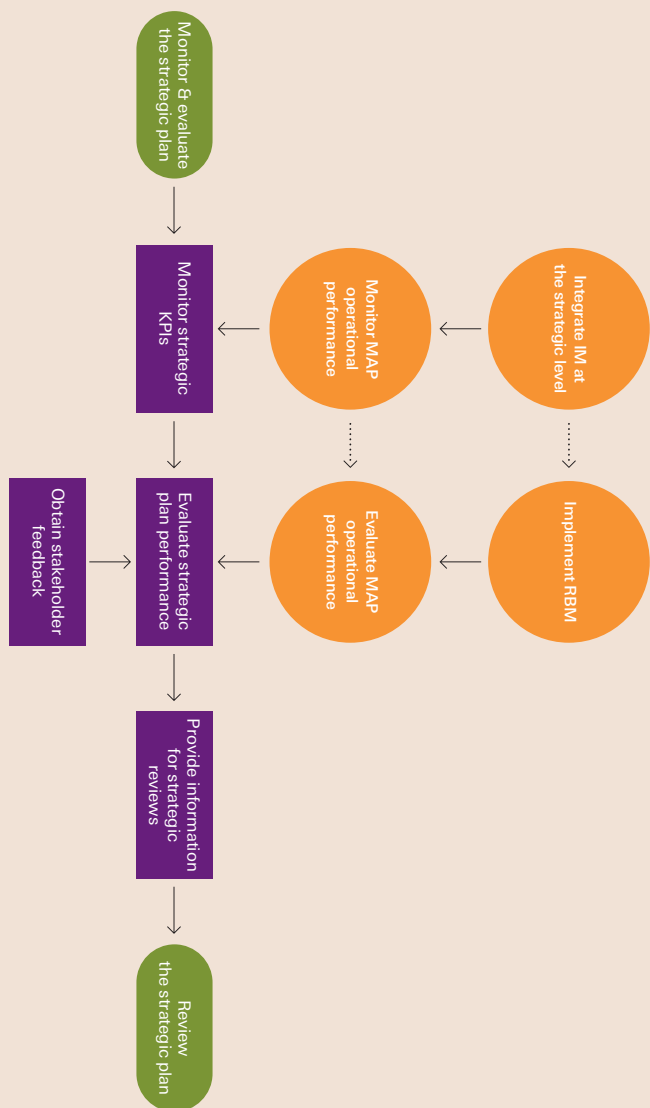 Integrate IM at
the strategic level
Implement RBM
Monitor MAP
operational
performance
Evaluate MAP
operational
performance
Monitor & evaluate
the strategic plan
Monitor strategic
KPIs
Evaluate strategic
plan performance
Provide information
for strategic
reviews
Review
the strategic plan
Obtain stakeholder
feedback